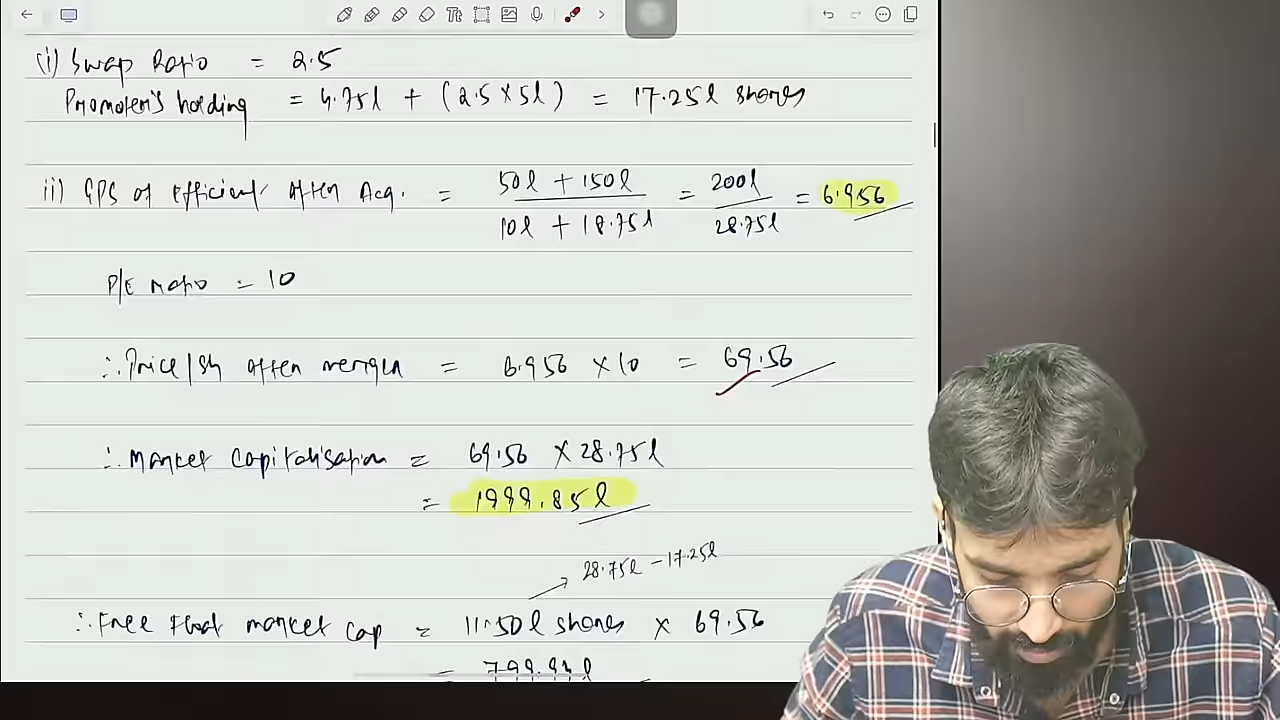 (i) Swap Ratio = 2.5
Promoter's holding = 4.75l + (2.5 × 5l) = 17.25l shares
ii) EPS of Efficient After Acq. = 50l + 150l / 10l + 18.75l = 200l / 28.75l = 6.956
P/E Ratio = 10
∴ Price/sh after merger = 6.956 × 10 = 69.56
∴ Market Capitalisation = 69.56 × 28.75l
= 1999.85l
28.75l - 17.25l
∴ Free Float market cap = 11.50l shares × 69.56
= 799.94l